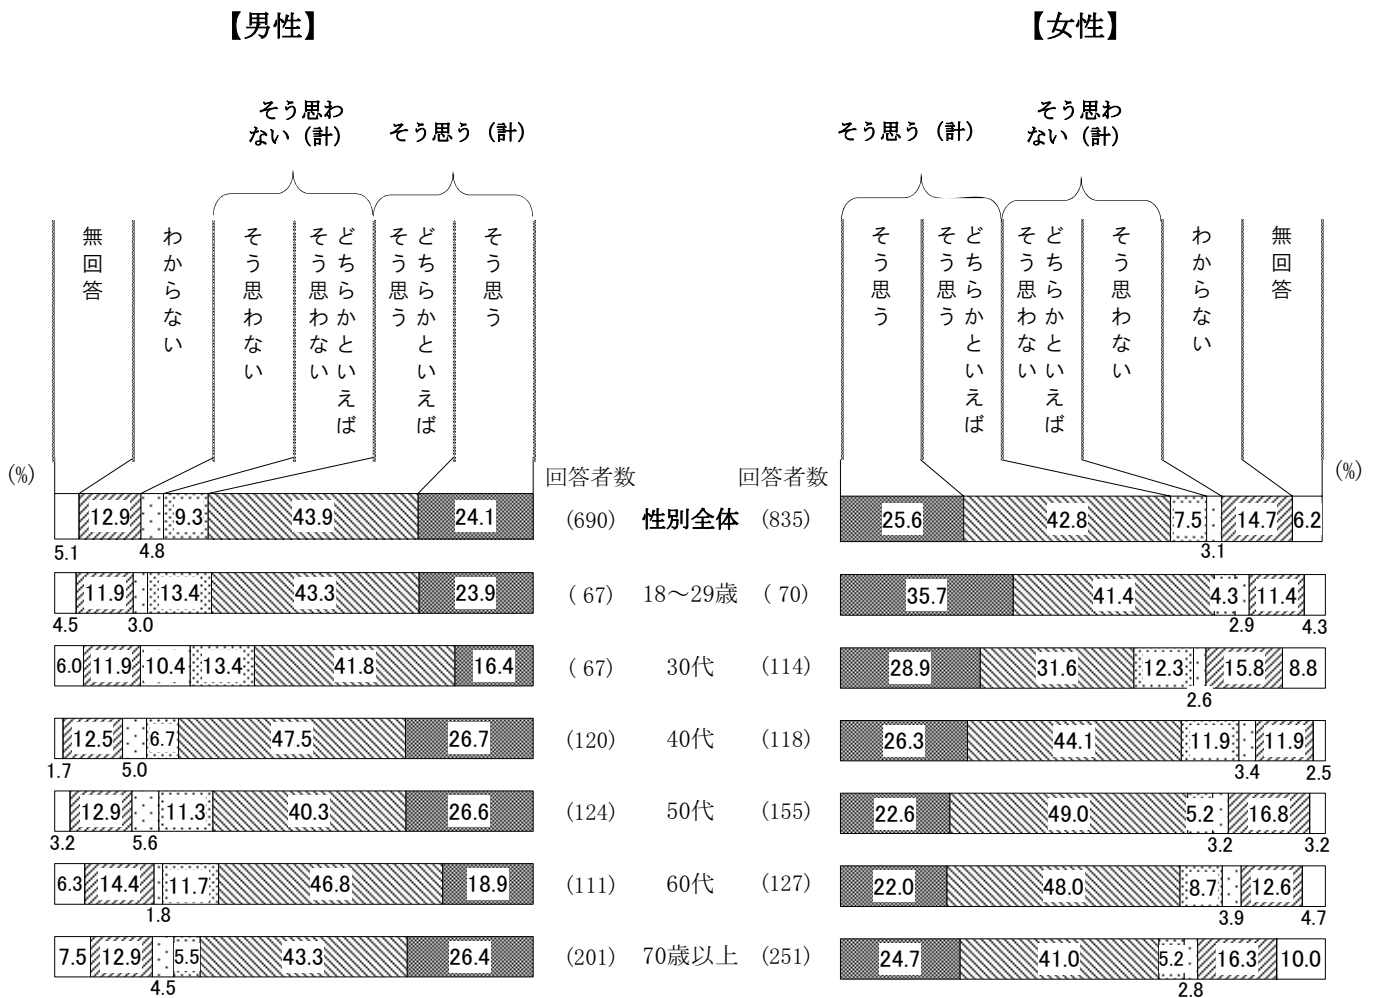 【男性】
【女性】
そう思わ
ない（計）
そう思う（計）
そう思う（計）
そう思わ
ない（計）
無回答
わからない
そう思わない
どちらかといえば
そう思わない
どちらかといえば
そう思う
そう思う
そう思う
どちらかといえば
そう思う
どちらかといえば
そう思わない
そう思わない
わからない
無回答
(%)
回答者数
回答者数
(%)
12.9 9.3 43.9 24.1 (690) 性別全体 (835) 25.6 42.8 7.5 14.7 6.2
5.1 4.8 3.1
11.9 13.4 43.3 23.9 ( 67) 18～29歳 ( 70) 35.7 41.4 4.3 11.4
4.5 3.0 2.9 4.3
6.0 11.9 10.4 13.4 41.8 16.4 ( 67) 30代 (114) 28.9 31.6 12.3 15.8 8.8
2.6
12.5 6.7 47.5 26.7 (120) 40代 (118) 26.3 44.1 11.9 11.9
1.7 5.0 3.4 2.5
12.9 11.3 40.3 26.6 (124) 50代 (155) 22.6 49.0 5.2 16.8
3.2 5.6 3.2 3.2
6.3 14.4 11.7 46.8 18.9 (111) 60代 (127) 22.0 48.0 8.7 12.6
1.8 3.9 4.7
7.5 12.9 5.5 43.3 26.4 (201) 70歳以上 (251) 24.7 41.0 5.2 16.3 10.0
4.5 2.8